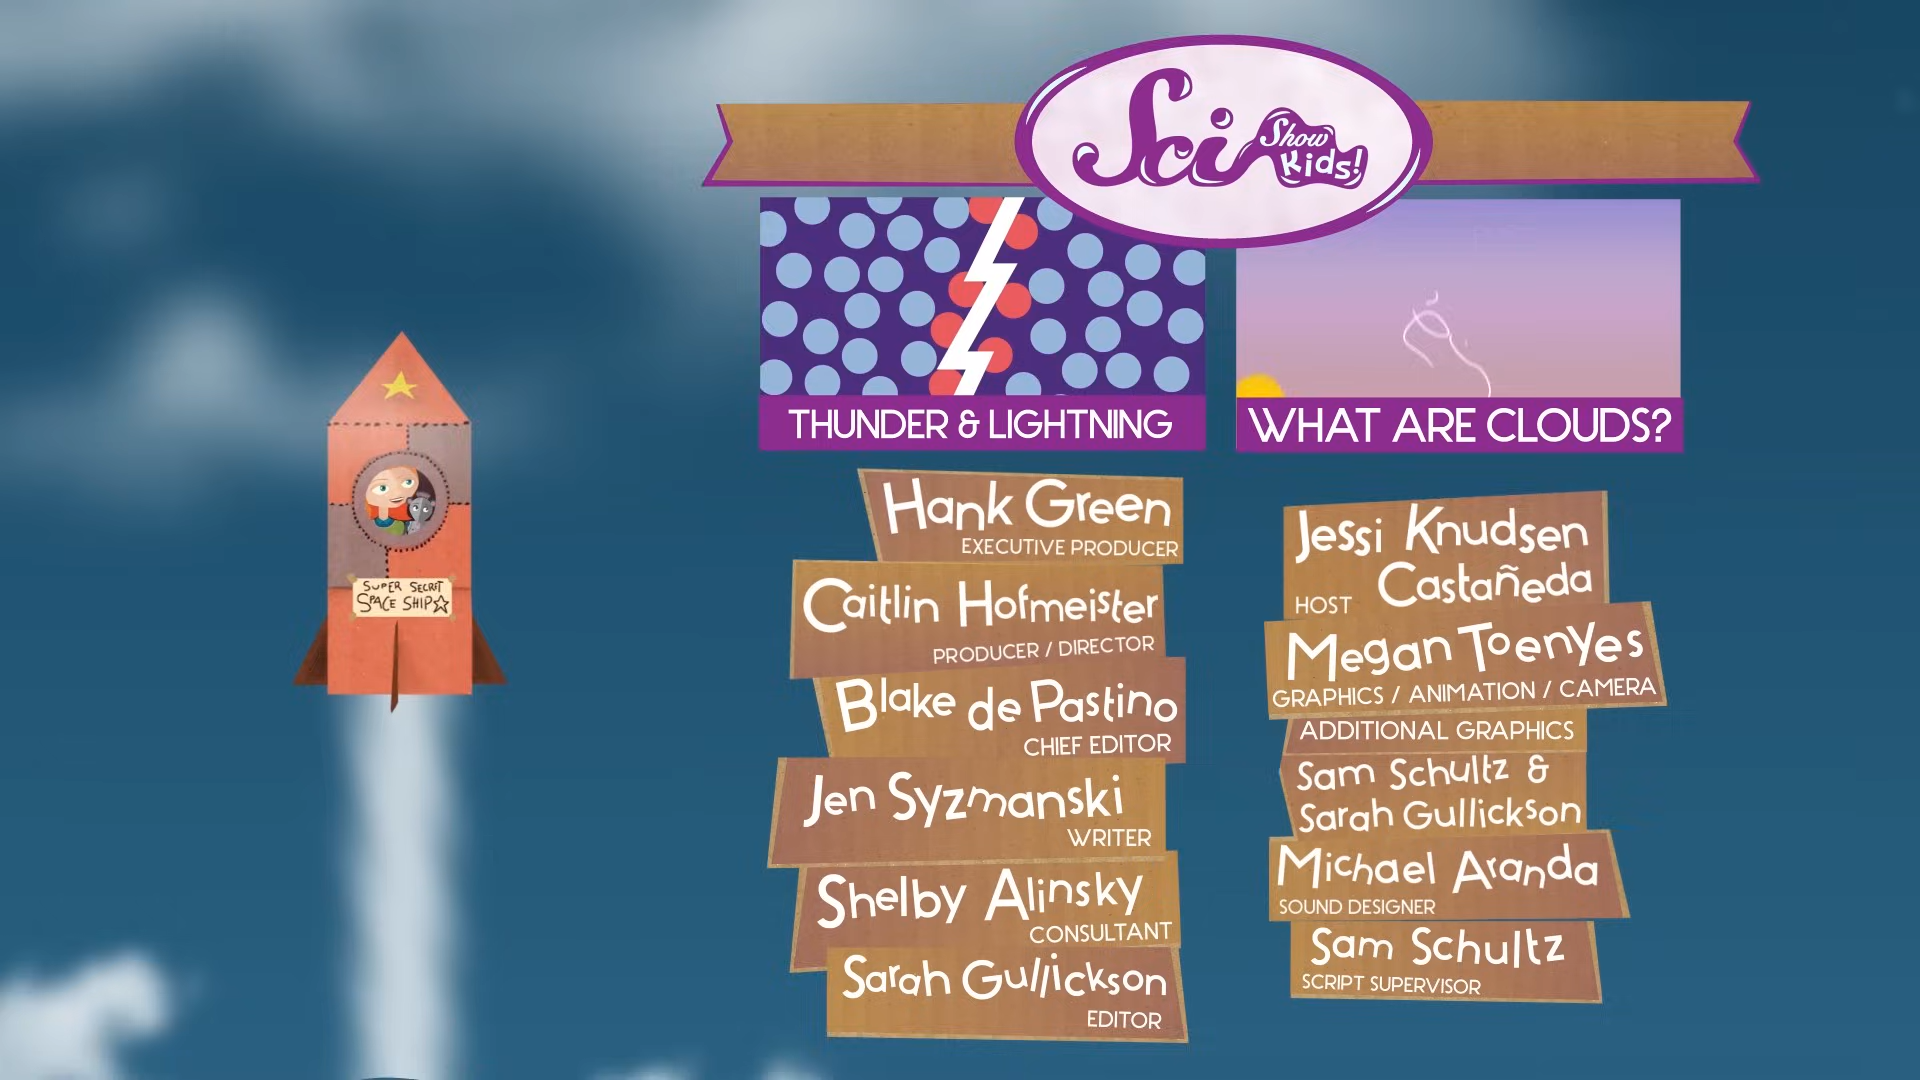 Sci Show Kids!
THUNDER & LIGHTNING
WHAT ARE CLOUDS?
SUPER SECRET
SPACE SHIP
Hank Green
EXECUTIVE PRODUCER
Caitlin Hofmeister
PRODUCER / DIRECTOR
Blake de Pastino
CHIEF EDITOR
Jen Syzmanski
WRITER
Shelby Alinsky
CONSULTANT
Sarah Gullickson
EDITOR
Jessi Knudsen
Castañeda
HOST
Megan Toenyes
GRAPHICS / ANIMATION / CAMERA
ADDITIONAL GRAPHICS
Sam Schultz &
Sarah Gullickson
Michael Aranda
SOUND DESIGNER
Sam Schultz
SCRIPT SUPERVISOR